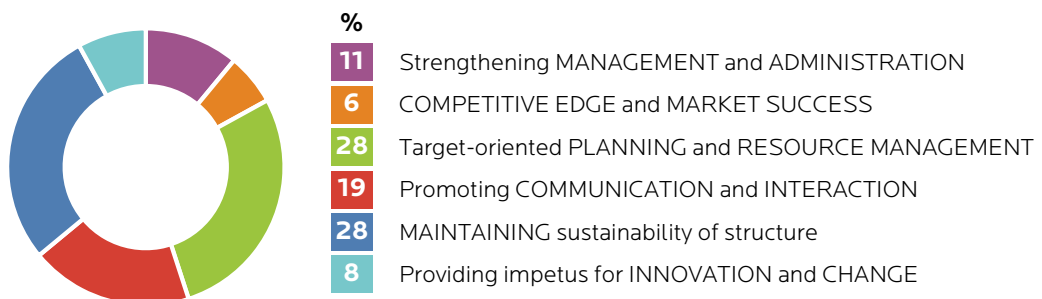 %
11 Strengthening MANAGEMENT and ADMINISTRATION
6 COMPETITIVE EDGE and MARKET SUCCESS
28 Target-oriented PLANNING and RESOURCE MANAGEMENT
19 Promoting COMMUNICATION and INTERACTION
28 MAINTAINING sustainability of structure
8 Providing impetus for INNOVATION and CHANGE